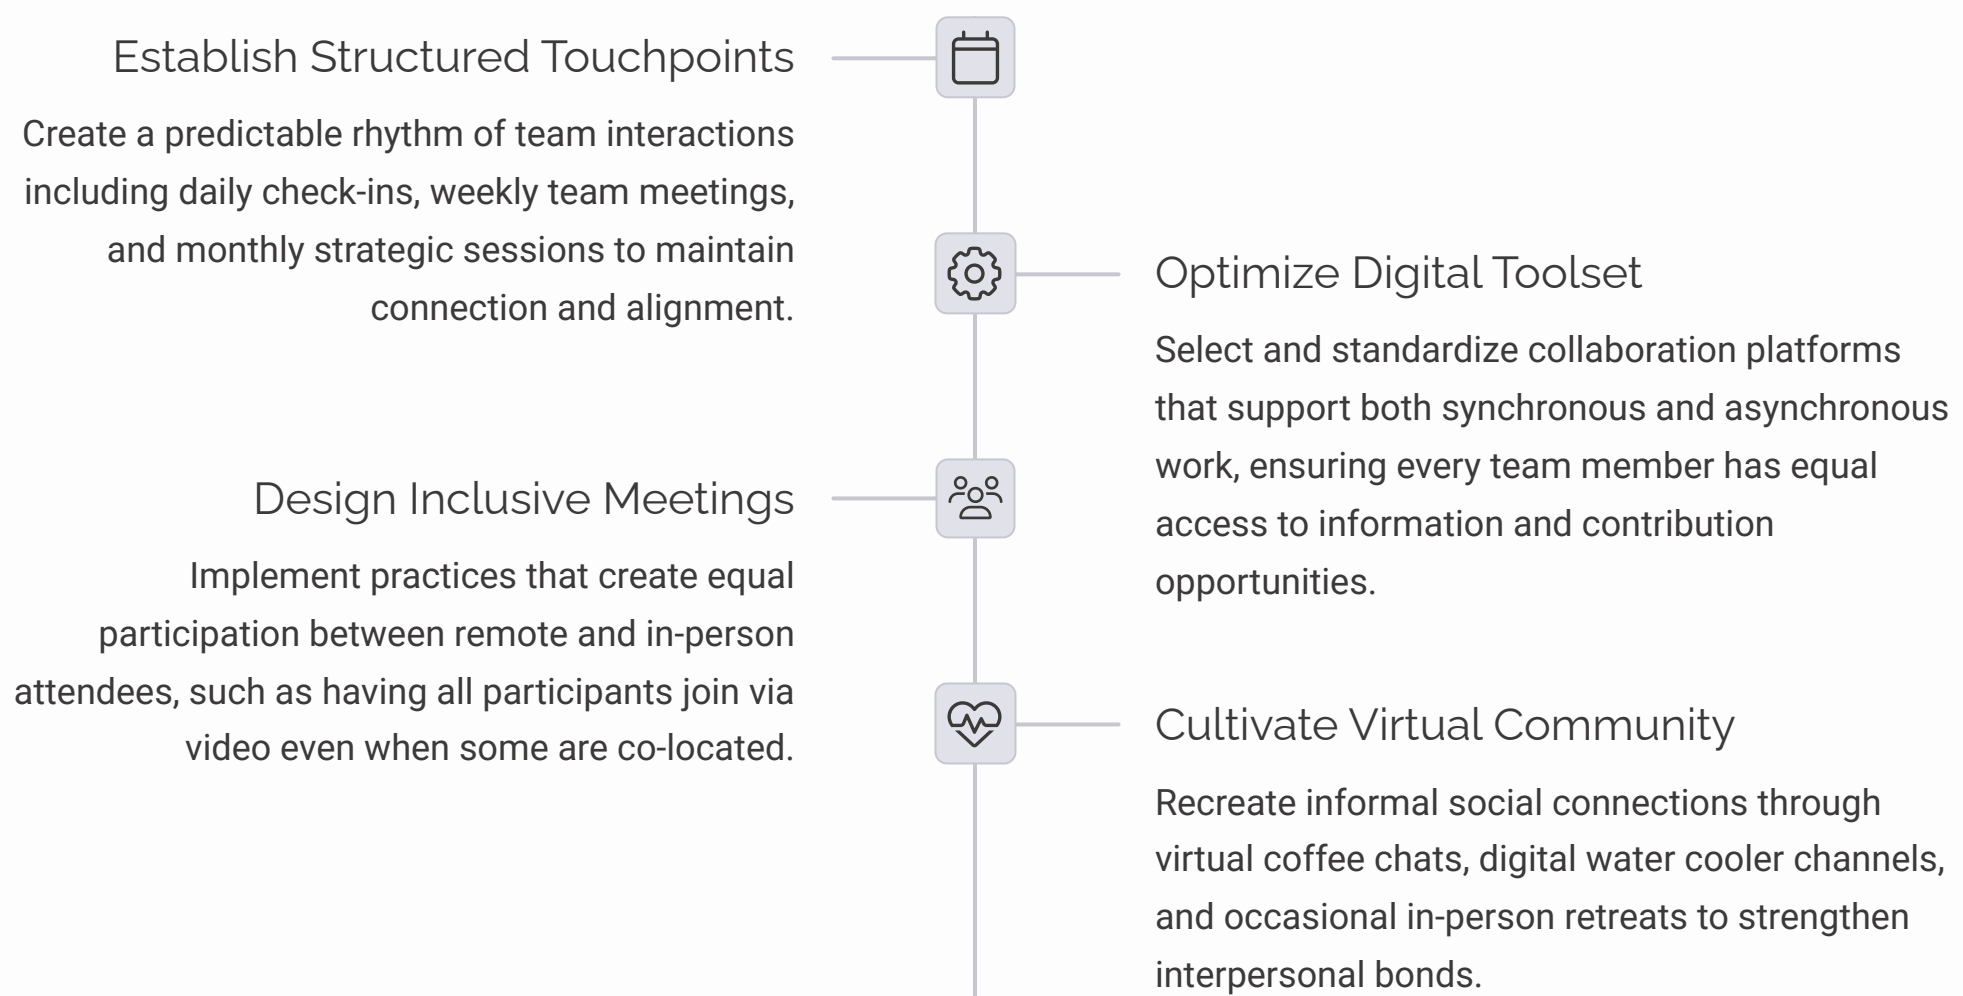 Establish Structured Touchpoints
Create a predictable rhythm of team interactions
including daily check-ins, weekly team meetings,
and monthly strategic sessions to maintain
connection and alignment.
Optimize Digital Toolset
Select and standardize collaboration platforms
that support both synchronous and asynchronous
work, ensuring every team member has equal
access to information and contribution
opportunities.
Design Inclusive Meetings
Implement practices that create equal
participation between remote and in-person
attendees, such as having all participants join via
video even when some are co-located.
Cultivate Virtual Community
Recreate informal social connections through
virtual coffee chats, digital water cooler channels,
and occasional in-person retreats to strengthen
interpersonal bonds.